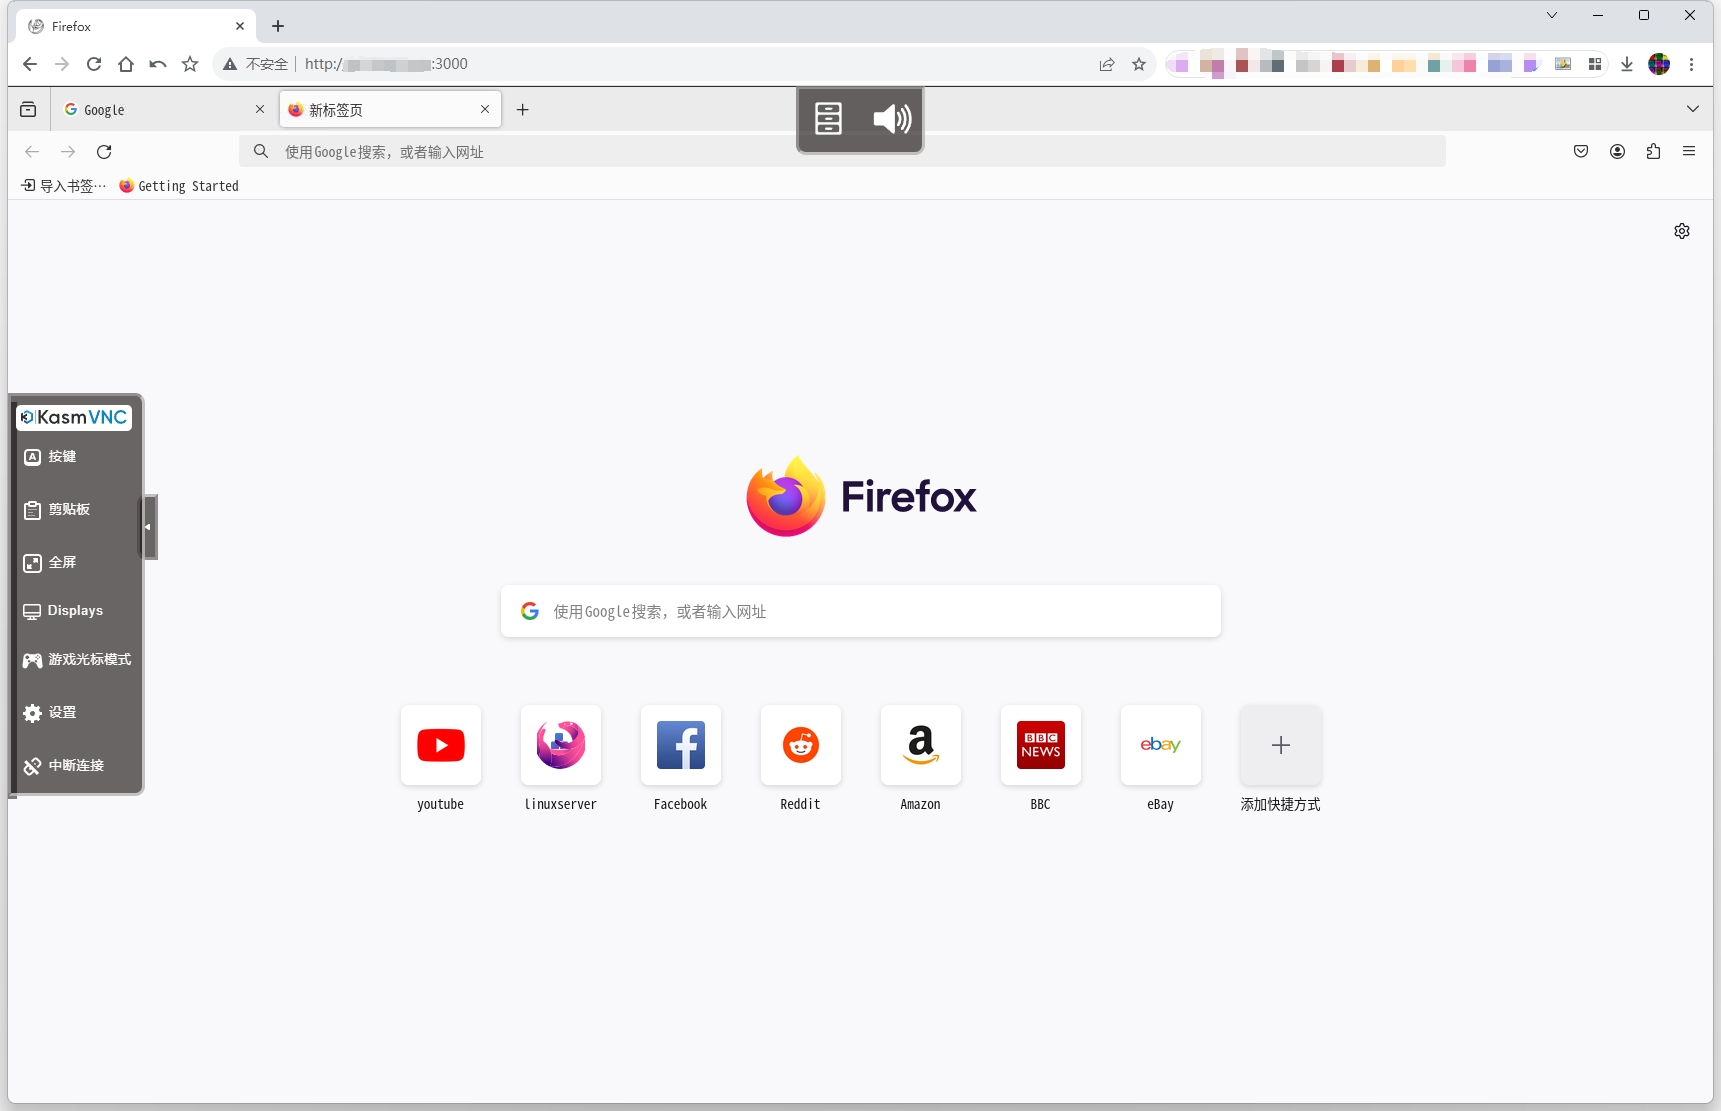 Firefox
不安全 http:/ :3000
Google
新标签页
使用Google搜索，或者输入网址
导入书签… Getting Started
KasmVNC
按键
剪贴板
全屏
Displays
游戏光标模式
设置
中断连接
Firefox
使用Google搜索，或者输入网址
youtube
linuxserver
Facebook
Reddit
Amazon
BBC NEWS
BBC
ebay
eBay
添加快捷方式